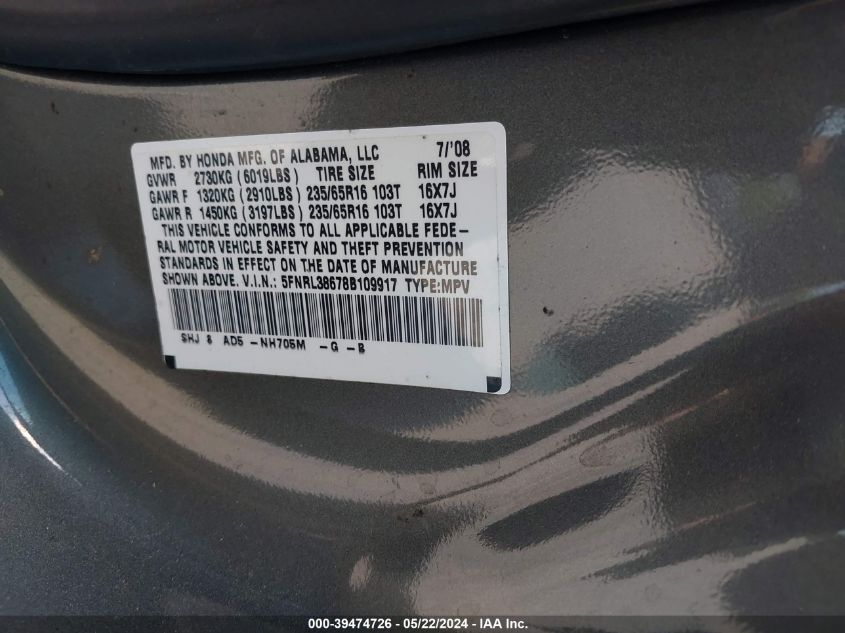 MFD. BY HONDA MFG. OF ALABAMA, LLC 7/'08
GVWR 2730KG (6019LBS) TIRE SIZE RIM SIZE
GAWR F 1320KG (2910LBS) 235/65R16 103T 16X7J
GAWR R 1450KG (3197LBS) 235/65R16 103T 16X7J
THIS VEHICLE CONFORMS TO ALL APPLICABLE FEDE-
RAL MOTOR VEHICLE SAFETY AND THEFT PREVENTION
STANDARDS IN EFFECT ON THE DATE OF MANUFACTURE
SHOWN ABOVE. V.I.N.: 5FNRL38678B109917 TYPE:MPV
SHJ 8 AD5 -NH705M -G -B
000-39474726 - 05/22/2024 - IAA, Inc.